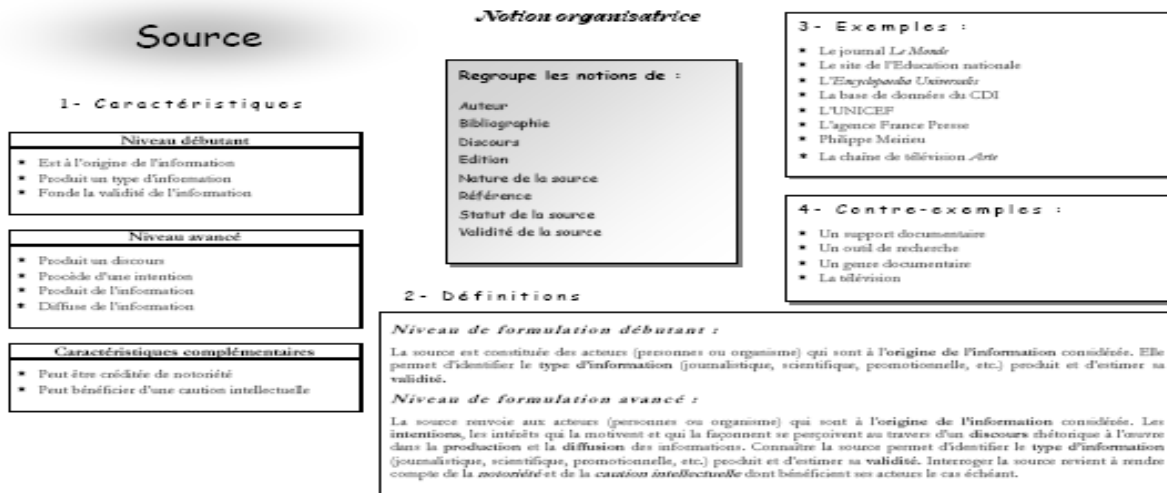 Source
1- Caractéristiques
Niveau débutant
Est à l'origine de l'information
Produit un type d'information
Fonde la validité de l'information
Niveau avancé
Produit un discours
Procède d'une intention
Produit de l'information
Diffuse de l'information
Caractéristiques complémentaires
Peut être créditée de notoriété
Peut bénéficier d'une caution intellectuelle
Notion organisatrice
Regroupe les notions de :
Auteur
Bibliographie
Discours
Edition
Nature de la source
Référence
Statut de la source
Validité de la source
3- Exemples :
Le journal Le Monde
Le site de l'Education nationale
L'Encyclopaedia Universalis
La base de données du CDI
L'UNICEF
L'agence France Presse
Philippe Meirieu
La chaîne de télévision Arte
4- Contre-exemples :
Un support documentaire
Un outil de recherche
Un genre documentaire
La télévision
2- Définitions
Niveau de formulation débutant :
La source est constituée des acteurs (personnes ou organisme) qui sont à l'origine de l'information considérée. Elle
permet d'identifier le type d'information (journalistique, scientifique, promotionnelle, etc.) produit et d'estimer sa
validité.
Niveau de formulation avancé :
La source renvoie aux acteurs (personnes ou organisme) qui sont à l'origine de l'information considérée. Les
intentions, les intérêts qui la motivent et qui la façonnent se perçoivent au travers d'un discours rhétorique à l'œuvre
dans la production et la diffusion des informations. Connaître la source permet d'identifier le type d'information
(journalistique, scientifique, promotionnelle, etc.) produit et d'estimer sa validité. Interroger la source revient à rendre
compte de la notoriété et de la caution intellectuelle dont bénéficient ses acteurs le cas échéant.